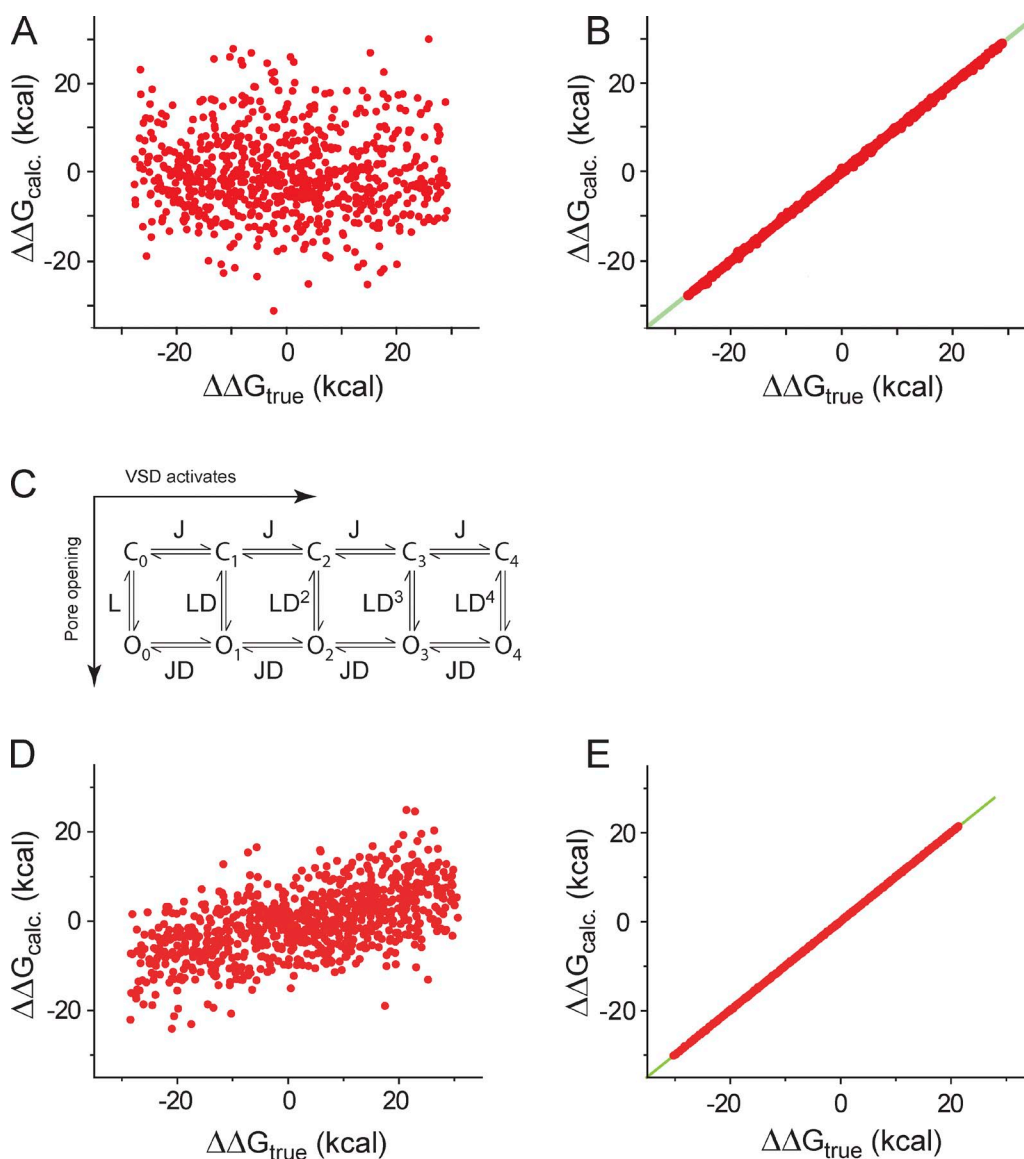 A
ΔΔGcalc. (kcal)
20
0
-20
-20 0 20
ΔΔGtrue (kcal)
B
ΔΔGcalc. (kcal)
20
0
-20
-20 0 20
ΔΔGtrue (kcal)
C
VSD activates
Pore opening
J J J J
C0 C1 C2 C3 C4
L LD LD² LD³ LD⁴
O0 O1 O2 O3 O4
JD JD JD JD
D
ΔΔGcalc. (kcal)
20
0
-20
-20 0 20
ΔΔGtrue (kcal)
E
ΔΔGcalc. (kcal)
20
0
-20
-20 0 20
ΔΔGtrue (kcal)